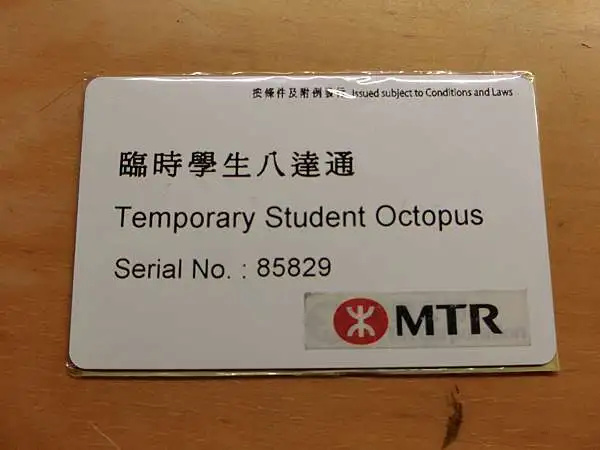 按條件及附例發行 Issued subject to Conditions and Laws
臨時學生八達通
Temporary Student Octopus
Serial No. : 85829
MTR